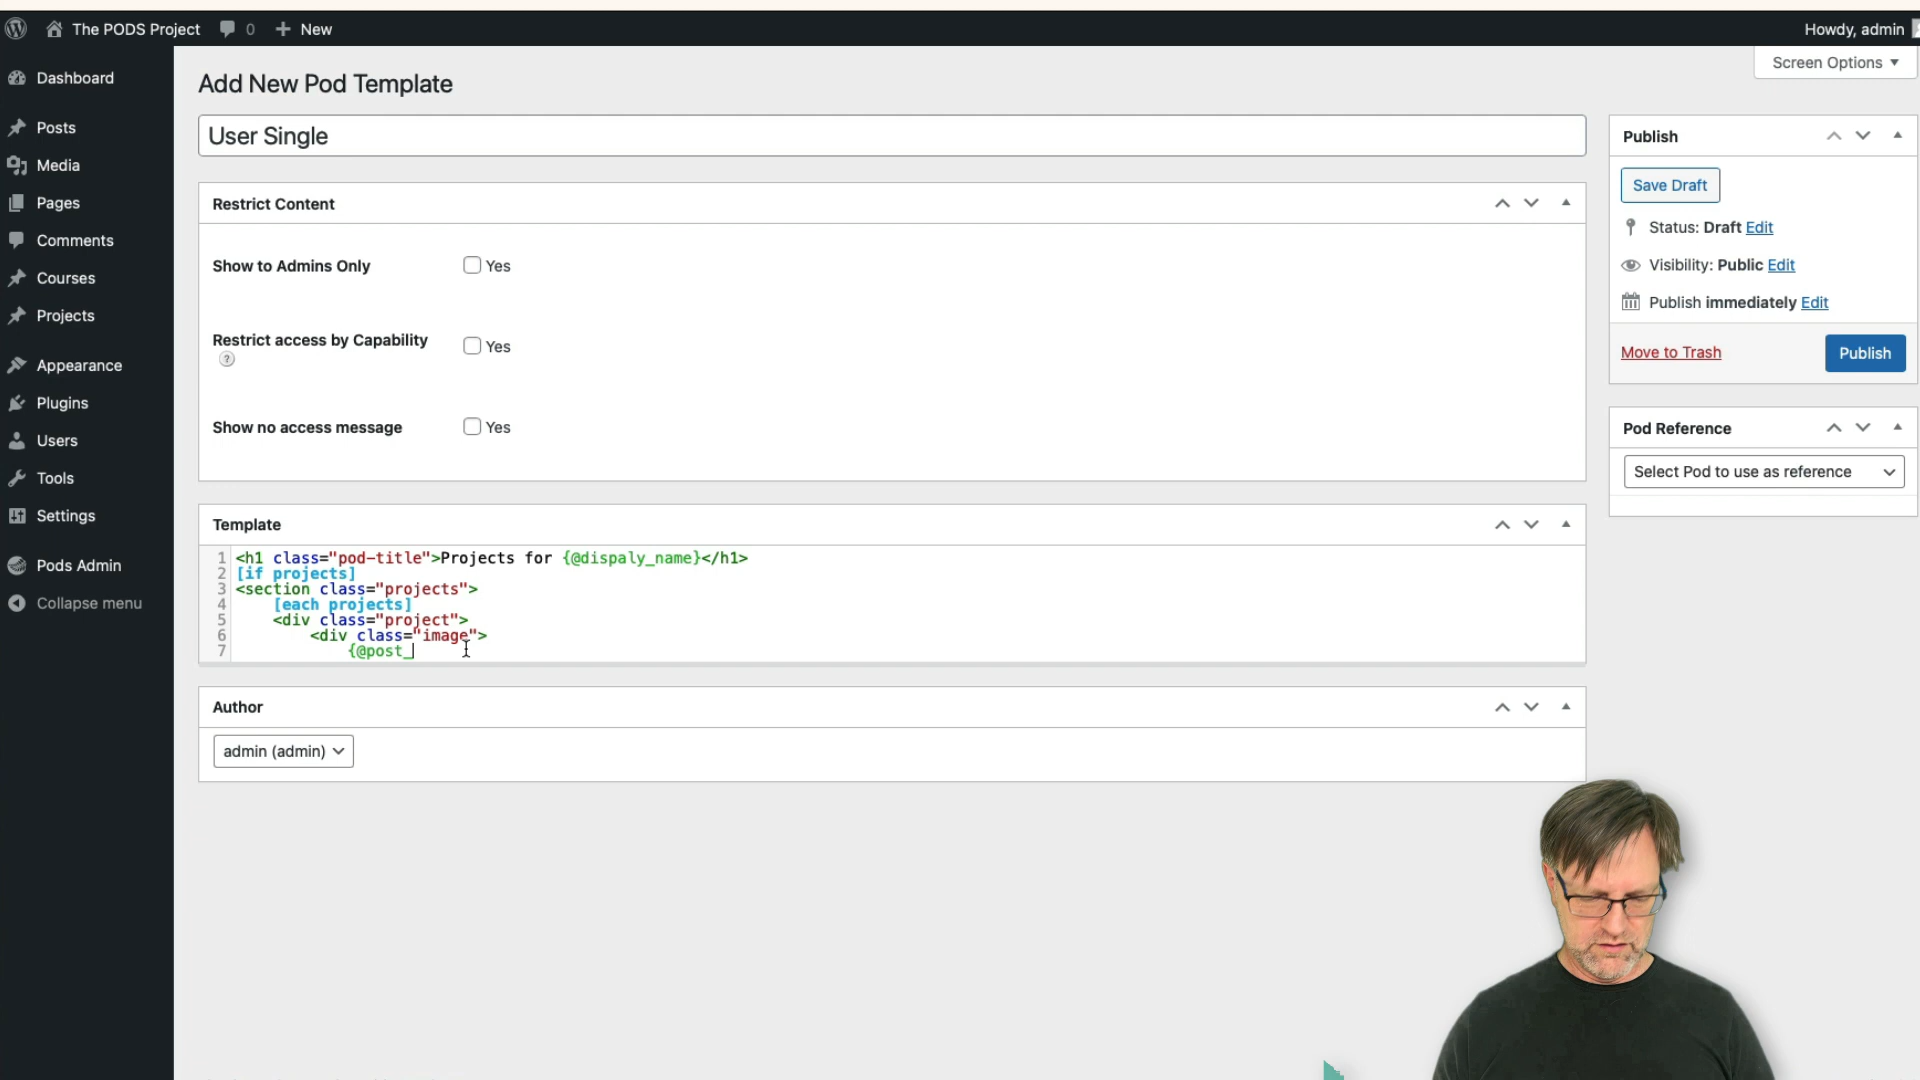 The PODS Project 0 New Howdy, admin
Screen Options
Dashboard
Posts
Media
Pages
Comments
Courses
Projects
Appearance
Plugins
Users
Tools
Settings
Pods Admin
Collapse menu
Add New Pod Template
User Single
Restrict Content
Show to Admins Only Yes
Restrict access by Capability Yes
?
Show no access message Yes
Template
1 <h1 class="pod-title">Projects for {@dispaly_name}</h1>
2 [if projects]
3 <section class="projects">
4 [each projects]
5 <div class="project">
6 <div class="image">
7 {@post_
Author
admin (admin)
Publish
Save Draft
Status: Draft Edit
Visibility: Public Edit
Publish immediately Edit
Move to Trash Publish
Pod Reference
Select Pod to use as reference